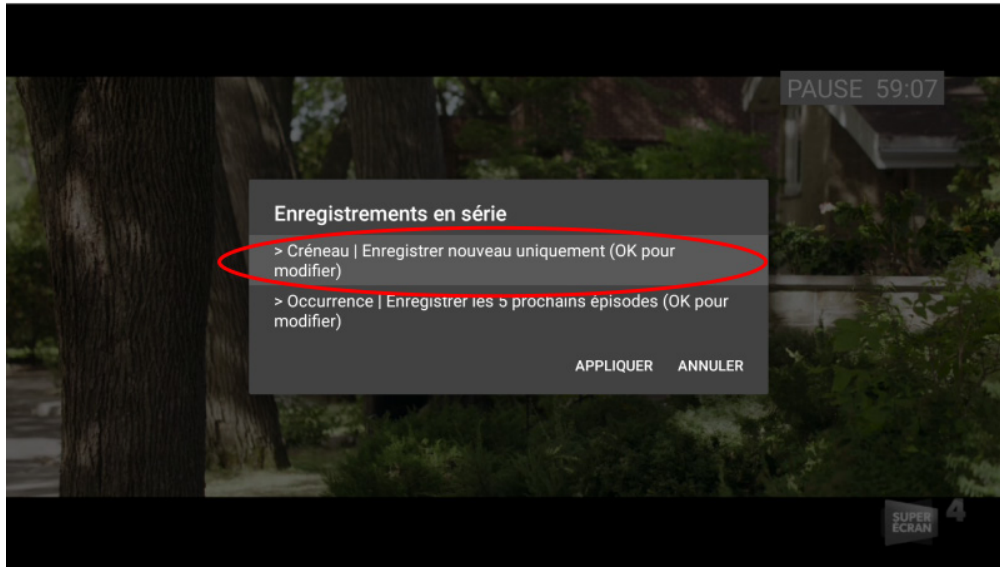 PAUSE 59:07
Enregistrements en série
> Créneau | Enregistrer nouveau uniquement (OK pour
modifier)
> Occurrence | Enregistrer les 5 prochains épisodes (OK pour
modifier)
APPLIQUER ANNULER
SUPER 4
ÉCRAN